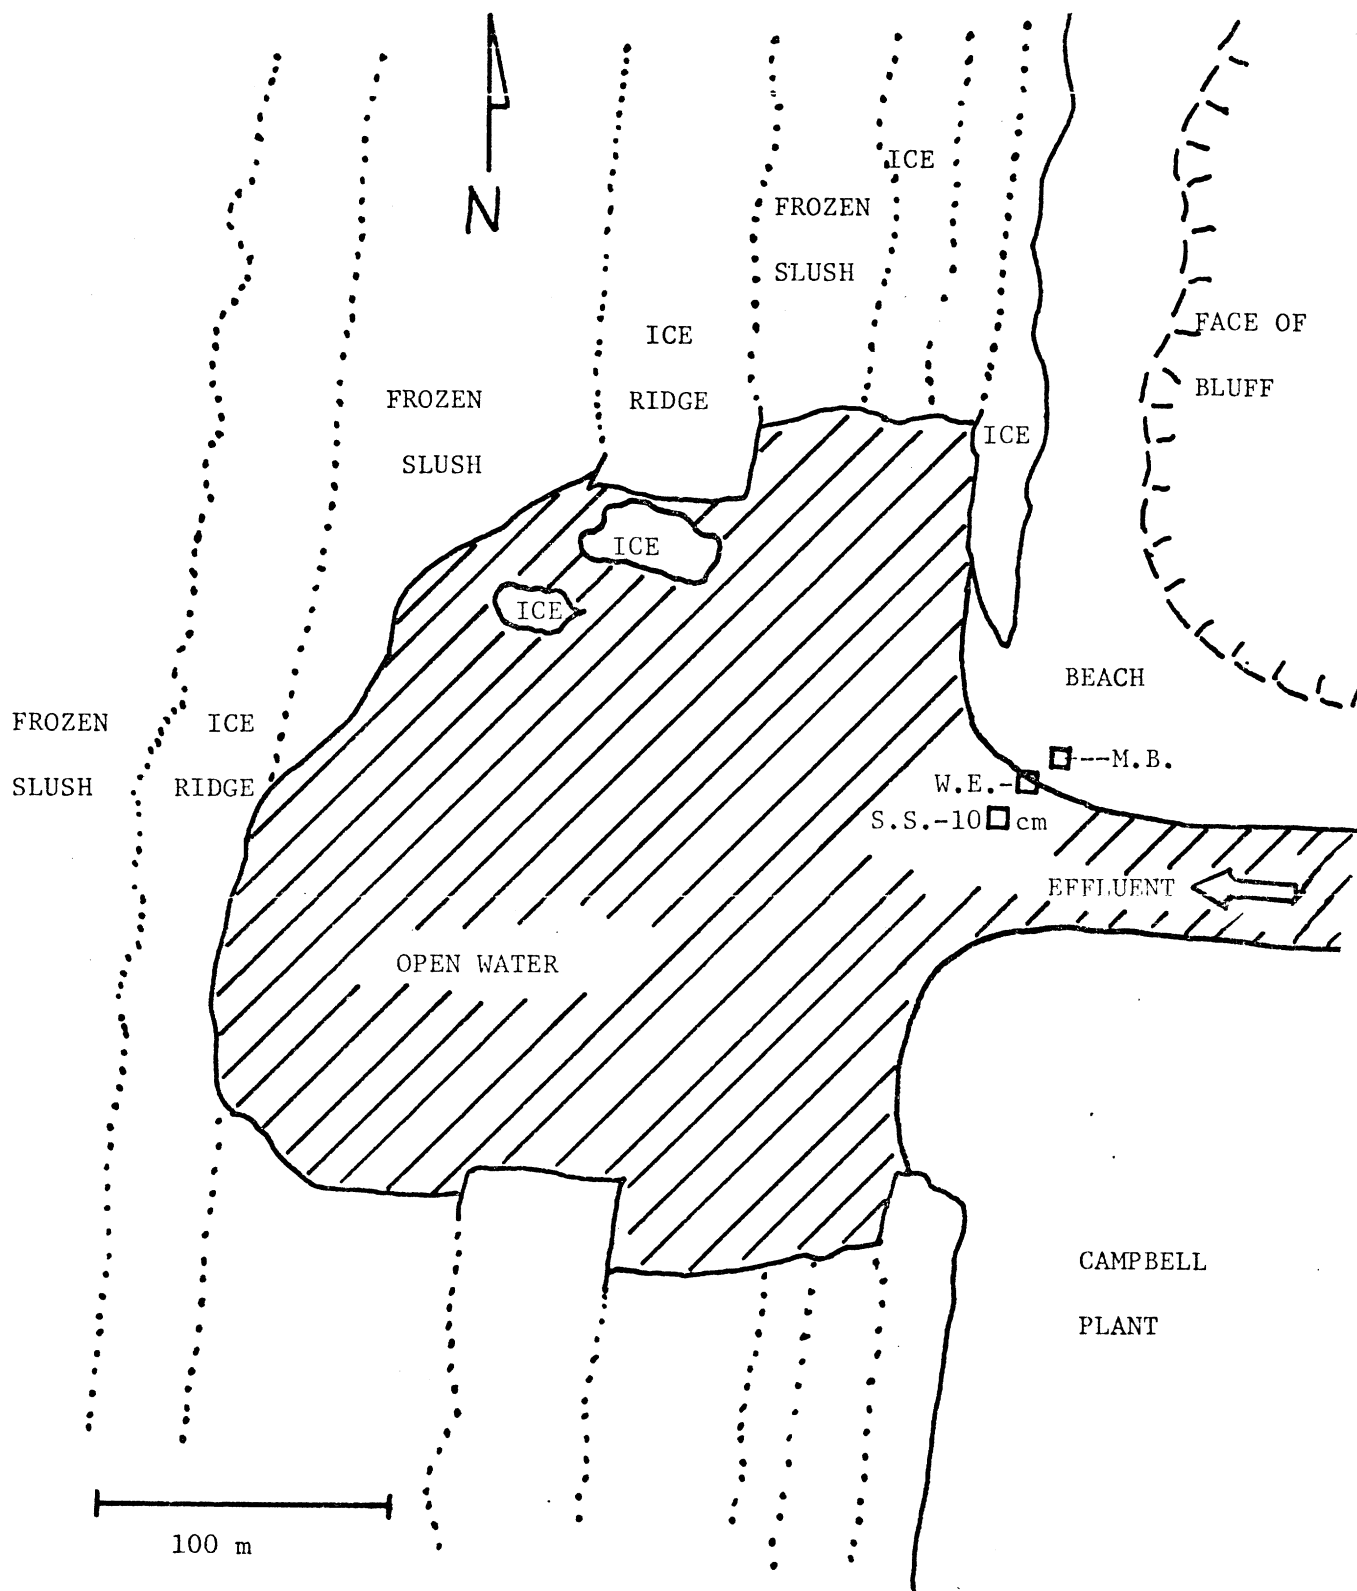 N
ICE
FROZEN
SLUSH
ICE
RIDGE
FROZEN
SLUSH
FACE OF
BLUFF
ICE
ICE
ICE
BEACH
FROZEN
SLUSH
ICE
RIDGE
M.B.
W.E.
S.S.-10 cm
EFFLUENT
OPEN WATER
CAMPBELL
PLANT
100 m